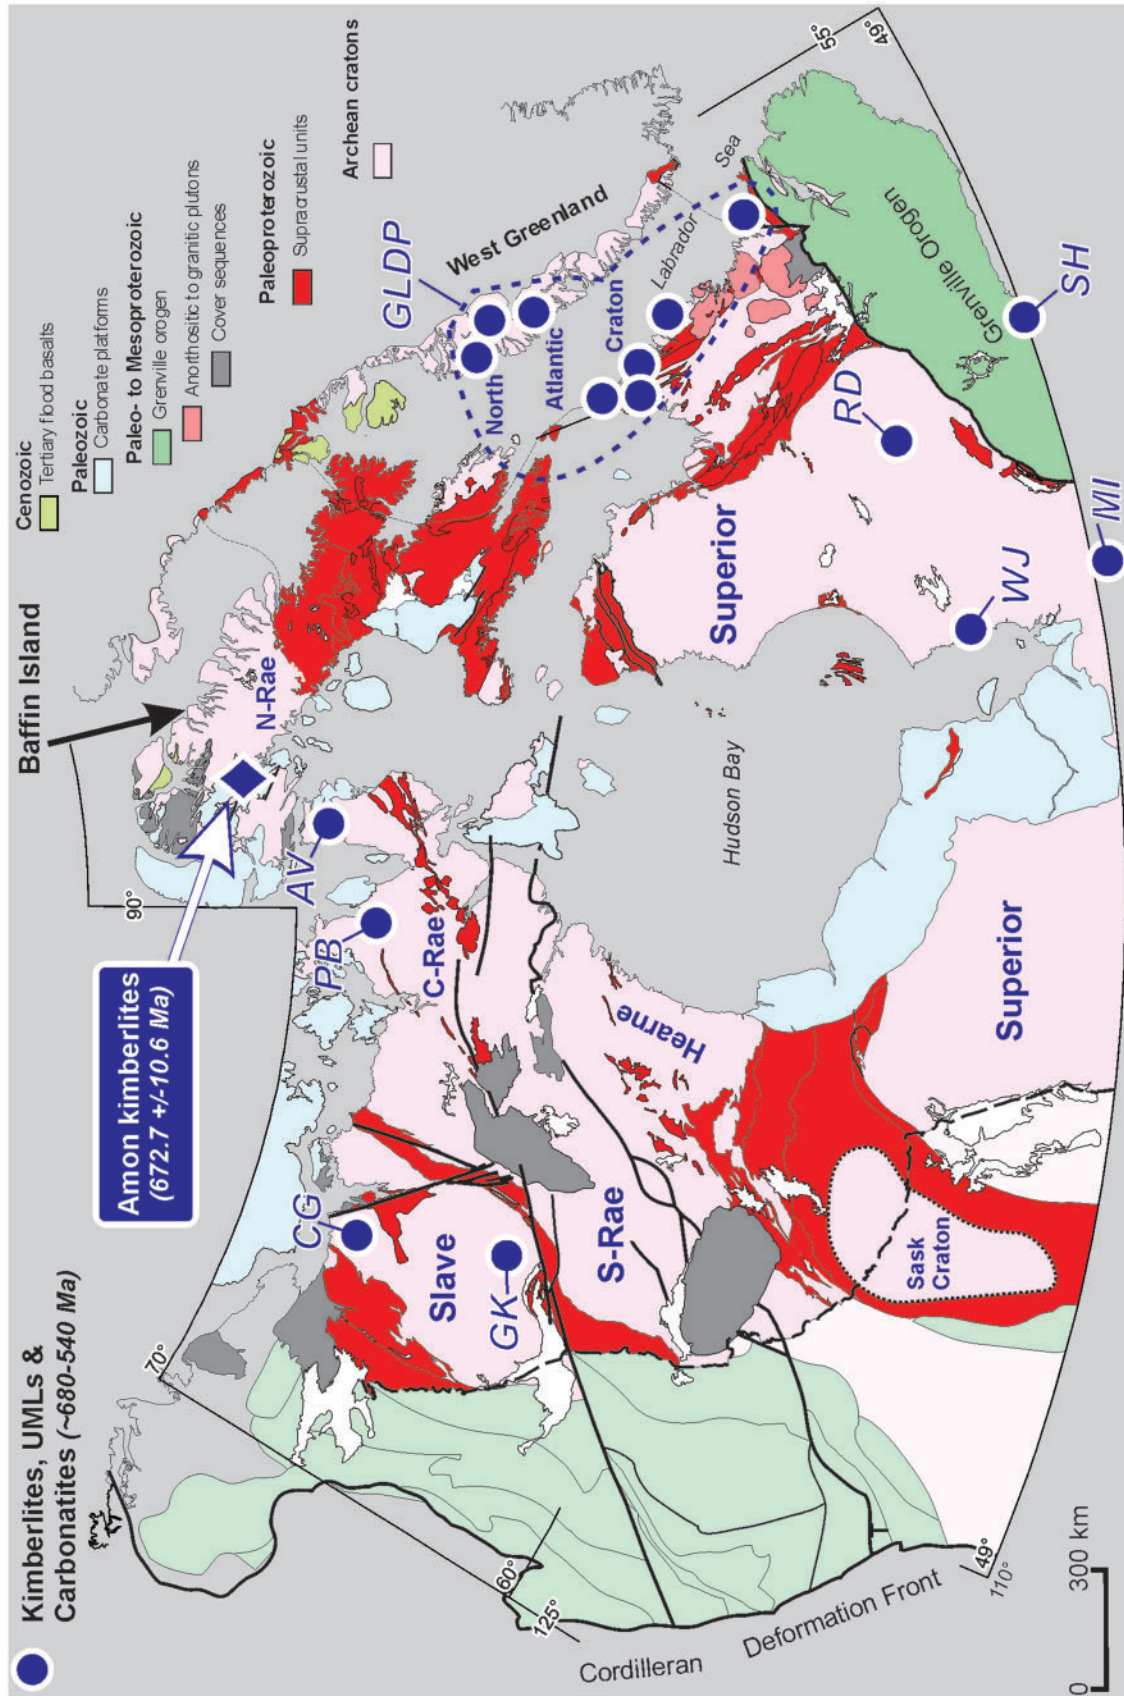 Kimberlites, UMLs &
Carbonatites (~680-540 Ma)
Amon kimberlites
(672.7 +/-10.6 Ma)
Baffin Island
Cenozoic
Tertiary flood basalts
Paleozoic
Carbonate platforms
Paleo- to Mesoproterozoic
Grenville orogen
Anorthositic to granitic plutons
Cover sequences
Paleoproterozoic
Supracrustal units
Archean cratons
70°
90°
N-Rae
AV
PB
CG
C-Rae
GLDP
West Greenland
North
Atlantic
Craton
Labrador
Sea
55°
49°
Slave
GK
S-Rae
Hearne
Hudson Bay
Superior
RD
Grenville Orogen
SH
WJ
MI
Superior
Sask
Craton
60°
125°
Cordilleran
Deformation Front
49°
110°
0
300 km